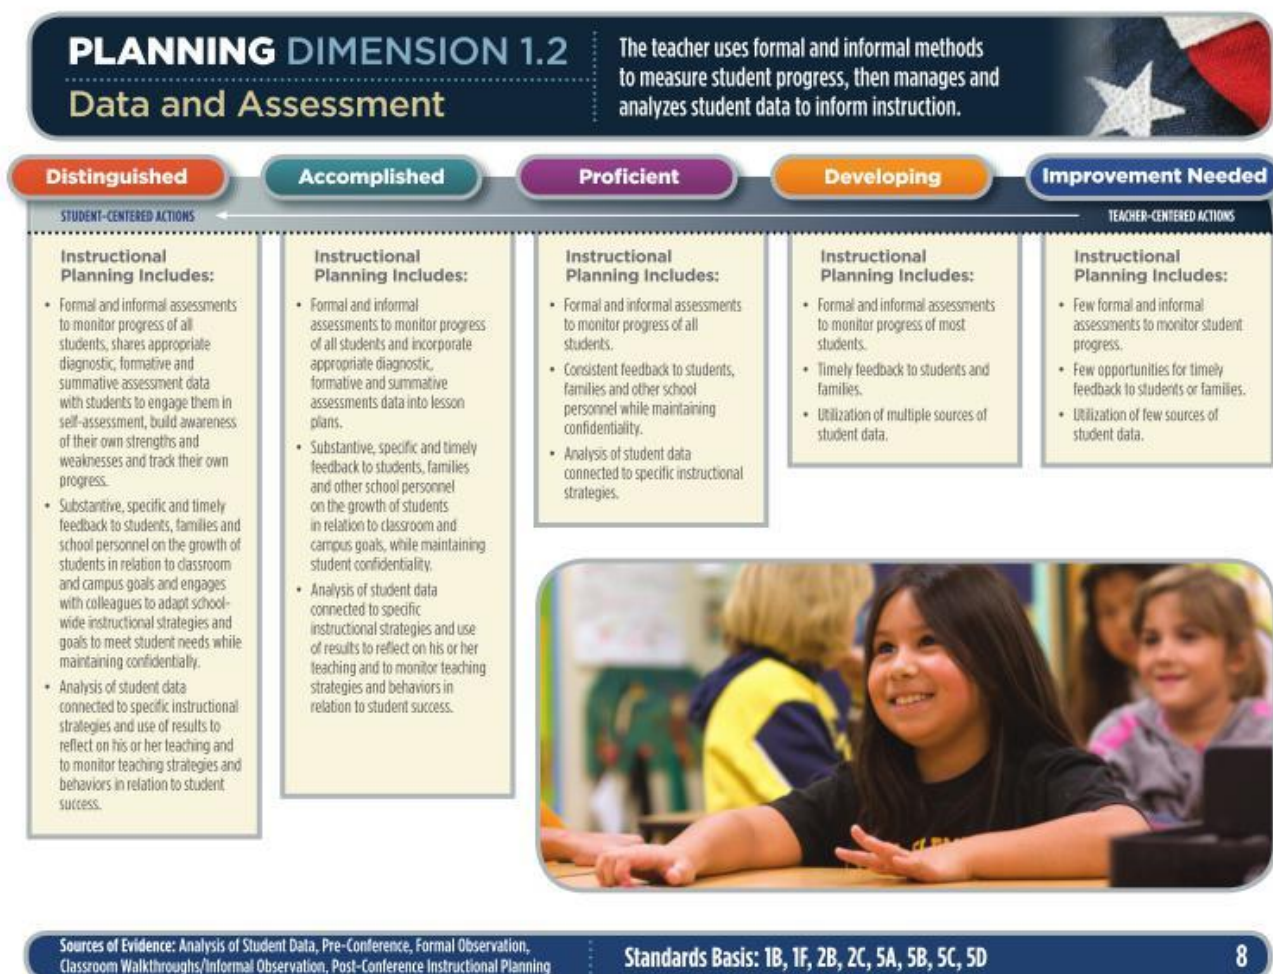 PLANNING DIMENSION 1.2
Data and Assessment
The teacher uses formal and informal methods
to measure student progress, then manages and
analyzes student data to inform instruction.
Distinguished
Accomplished
Proficient
Developing
Improvement Needed
STUDENT-CENTERED ACTIONS
TEACHER-CENTERED ACTIONS
Instructional
Planning Includes:
• Formal and informal assessments
to monitor progress of all
students, shares appropriate
diagnostic, formative and
summative assessment data
with students to engage them in
self-assessment, build awareness
of their own strengths and
weaknesses and track their own
progress.
• Substantive, specific and timely
feedback to students, families and
school personnel on the growth of
students in relation to classroom
and campus goals and engages
with colleagues to adapt school-
wide instructional strategies and
goals to meet student needs while
maintaining confidentially.
• Analysis of student data
connected to specific instructional
strategies and use of results to
reflect on his or her teaching and
to monitor teaching strategies and
behaviors in relation to student
success.
Instructional
Planning Includes:
• Formal and informal
assessments to monitor progress
of all students and incorporate
appropriate diagnostic,
formative and summative
assessments data into lesson
plans.
• Substantive, specific and timely
feedback to students, families
and other school personnel
on the growth of students
in relation to classroom and
campus goals, while maintaining
student confidentiality.
• Analysis of student data
connected to specific
instructional strategies and use
of results to reflect on his or her
teaching and to monitor teaching
strategies and behaviors in
relation to student success.
Instructional
Planning Includes:
• Formal and informal assessments
to monitor progress of all
students.
• Consistent feedback to students,
families and other school
personnel while maintaining
confidentiality.
• Analysis of student data
connected to specific instructional
strategies.
Instructional
Planning Includes:
• Formal and informal assessments
to monitor progress of most
students.
• Timely feedback to students and
families.
• Utilization of multiple sources of
student data.
Instructional
Planning Includes:
• Few formal and informal
assessments to monitor student
progress.
• Few opportunities for timely
feedback to students or families.
• Utilization of few sources of
student data.
Sources of Evidence: Analysis of Student Data, Pre-Conference, Formal Observation,
Classroom Walkthroughs/Informal Observation, Post-Conference Instructional Planning
Standards Basis: 1B, 1F, 2B, 2C, 5A, 5B, 5C, 5D
8